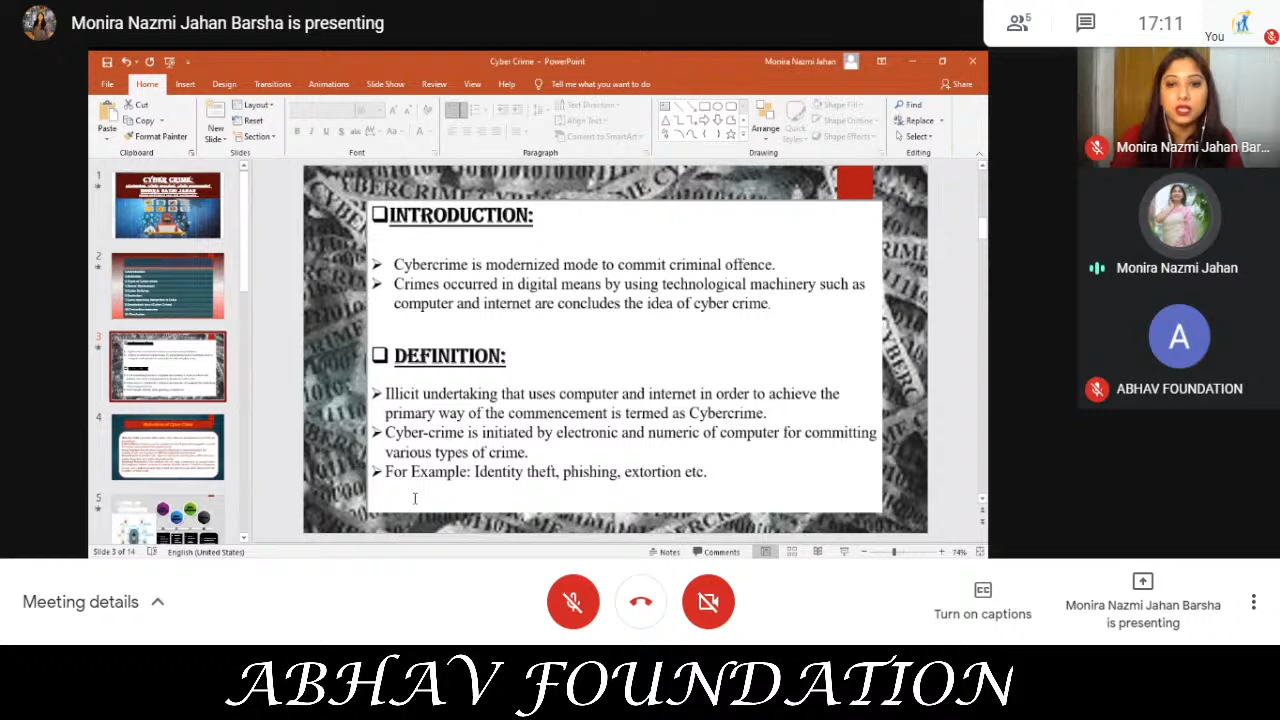 Monira Nazmi Jahan Barsha is presenting
5
17:11
You
Cyber Crime - PowerPoint
Monira Nazmi Jahan
File Home Insert Design Transitions Animations Slide Show Review View Help Tell me what you want to do
Share
Paste
Cut
Copy
Format Painter
Clipboard
New
Slide
Layout
Reset
Section
Slides
Font
Text Direction
Align Text
Convert to SmartArt
Paragraph
Arrange
Quick
Styles
Shape Fill
Shape Outline
Shape Effects
Drawing
Find
Replace
Select
Editing
1
CYBER CRIME:
2
3
4
5
INTRODUCTION:
Cybercrime is modernized mode to commit criminal offence.
Crimes occurred in digital means by using technological machinery such as
computer and internet are concludes the idea of cyber crime.
DEFINITION:
Illicit undertaking that uses computer and internet in order to achieve the
primary way of the commencement is termed as Cybercrime.
Cyber-crime is initiated by electronic and numeric of computer for committing
various types of crime.
For Example: Identity theft, phishing, extortion etc.
Slide 3 of 14 English (United States)
Notes Comments 74%
Monira Nazmi Jahan Bar...
Monira Nazmi Jahan
A
ABHAV FOUNDATION
Meeting details
Turn on captions
Monira Nazmi Jahan Barsha
is presenting
ABHAV FOUNDATION